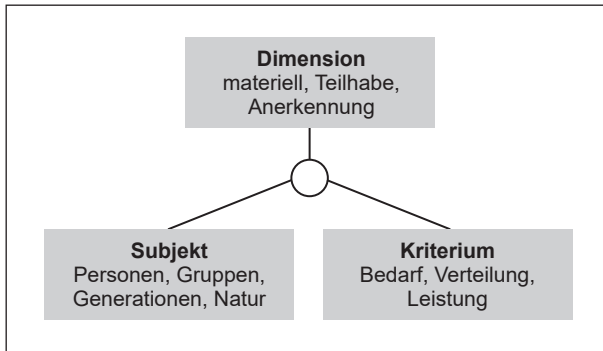 Dimension
materiell, Teilhabe,
Anerkennung
Subjekt
Personen, Gruppen,
Generationen, Natur
Kriterium
Bedarf, Verteilung,
Leistung